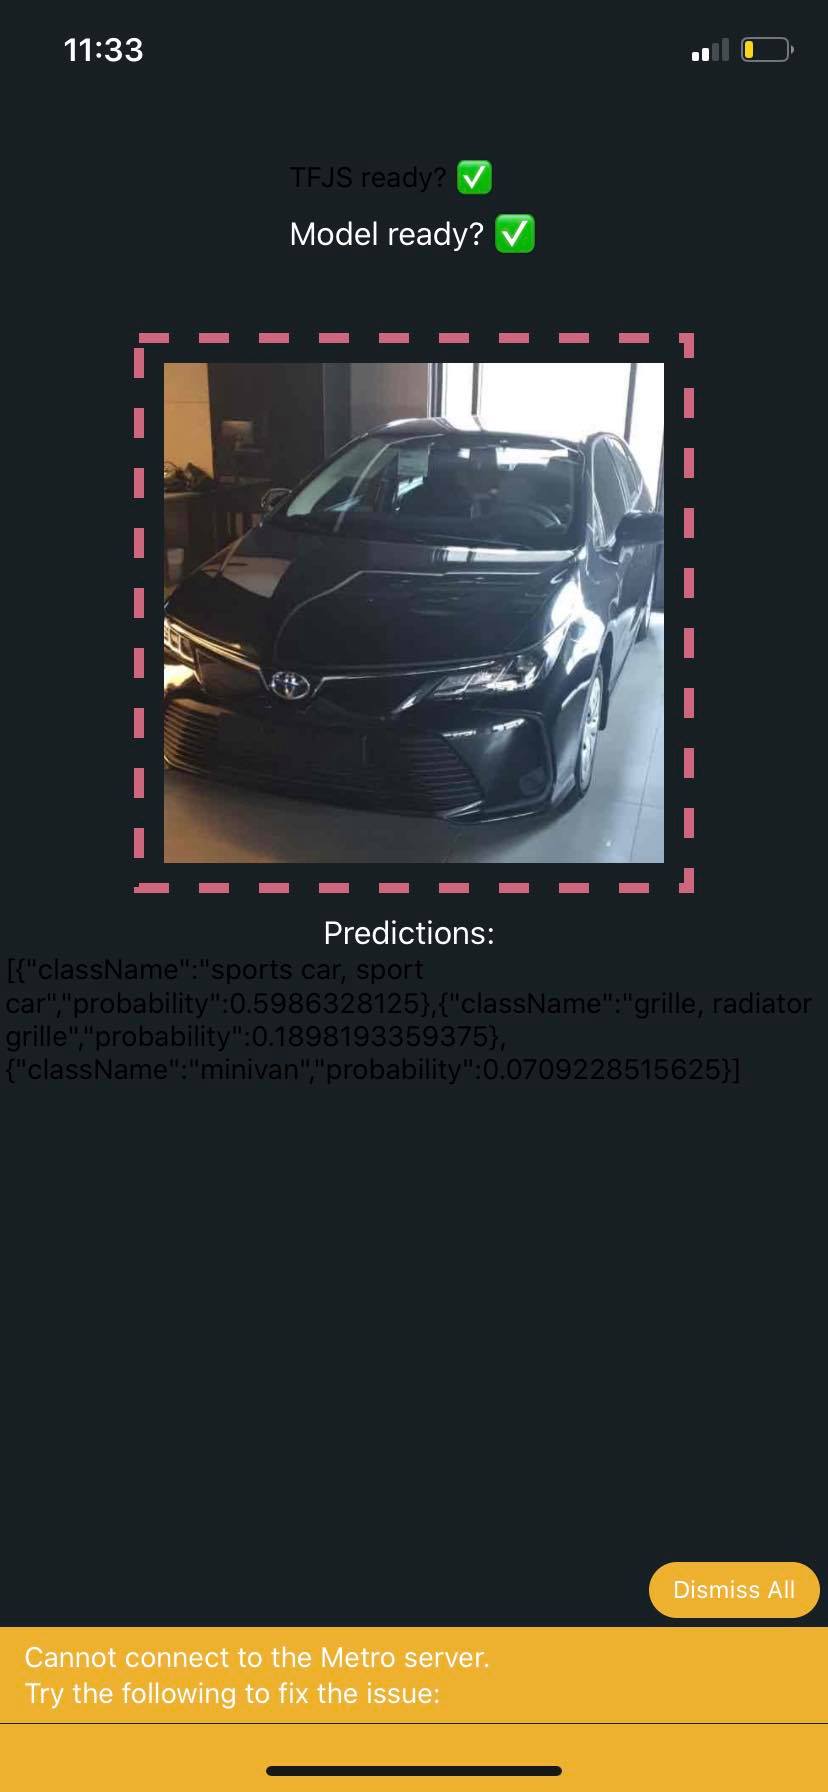 11:33
TFJS ready? ✅
Model ready? ✅
Predictions:
[{"className":"sports car, sport
car","probability":0.5986328125},{"className":"grille, radiator
grille","probability":0.1898193359375},
{"className":"minivan","probability":0.0709228515625}]
Dismiss All
Cannot connect to the Metro server.
Try the following to fix the issue: